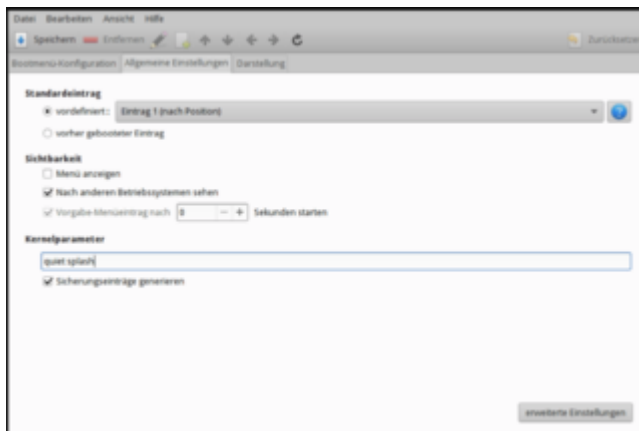 Datei Bearbeiten Ansicht Hilfe
Speichern Entfernen Zurücksetzen
Bootmenü-Konfiguration Allgemeine Einstellungen Darstellung
Standardeintrag
vordefiniert: Eintrag 1 (nach Position)
vorher gebooteter Eintrag
Sichtbarkeit
Menü anzeigen
Nach anderen Betriebssystemen sehen
Vorgabe-Menüeintrag nach 0 Sekunden starten
Kernelparameter
quiet splash
Sicherungseinträge generieren
erweiterte Einstellungen